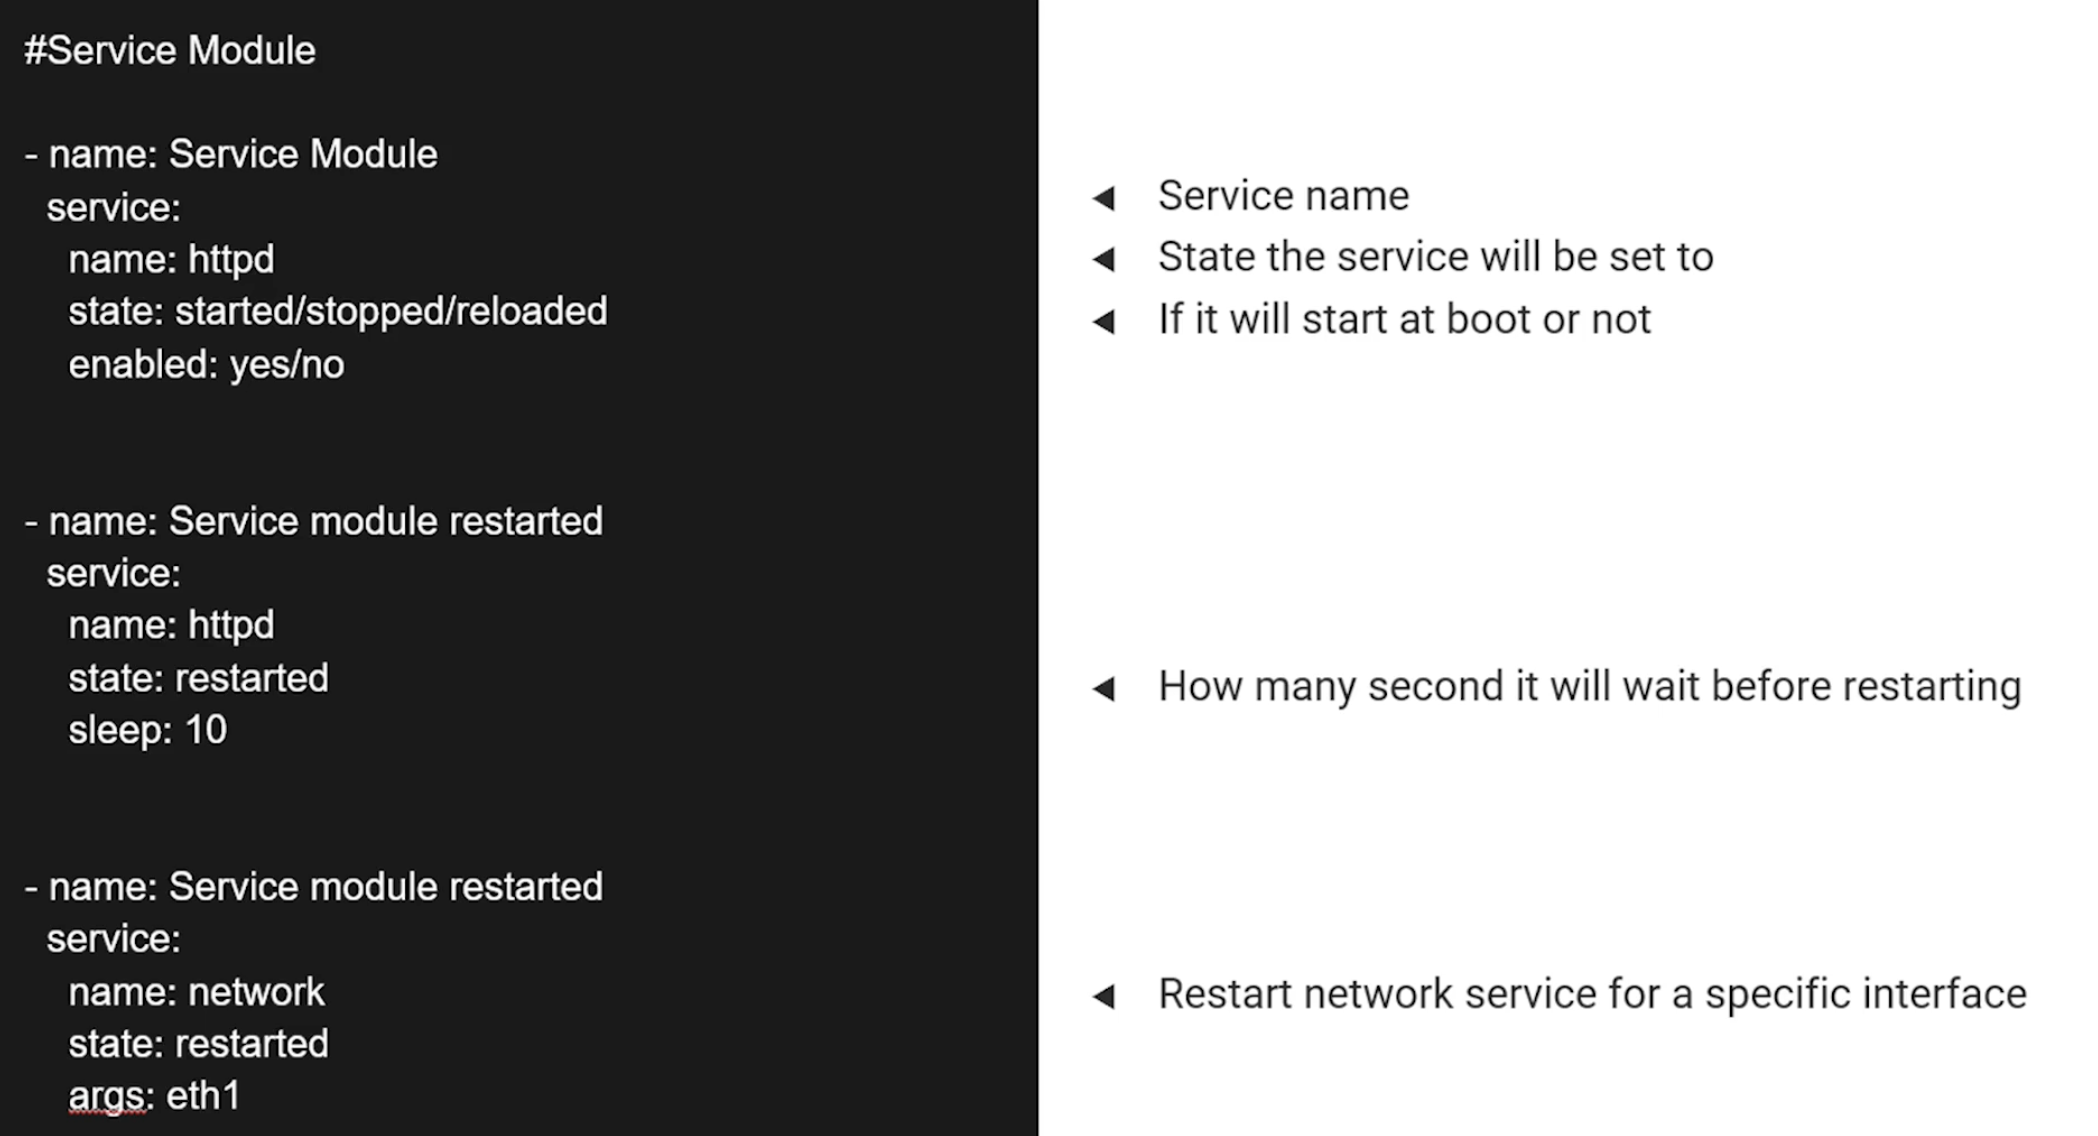 #Service Module
- name: Service Module
service:
name: httpd
state: started/stopped/reloaded
enabled: yes/no
- name: Service module restarted
service:
name: httpd
state: restarted
sleep: 10
- name: Service module restarted
service:
name: network
state: restarted
args: eth1
Service name
State the service will be set to
If it will start at boot or not
How many second it will wait before restarting
Restart network service for a specific interface